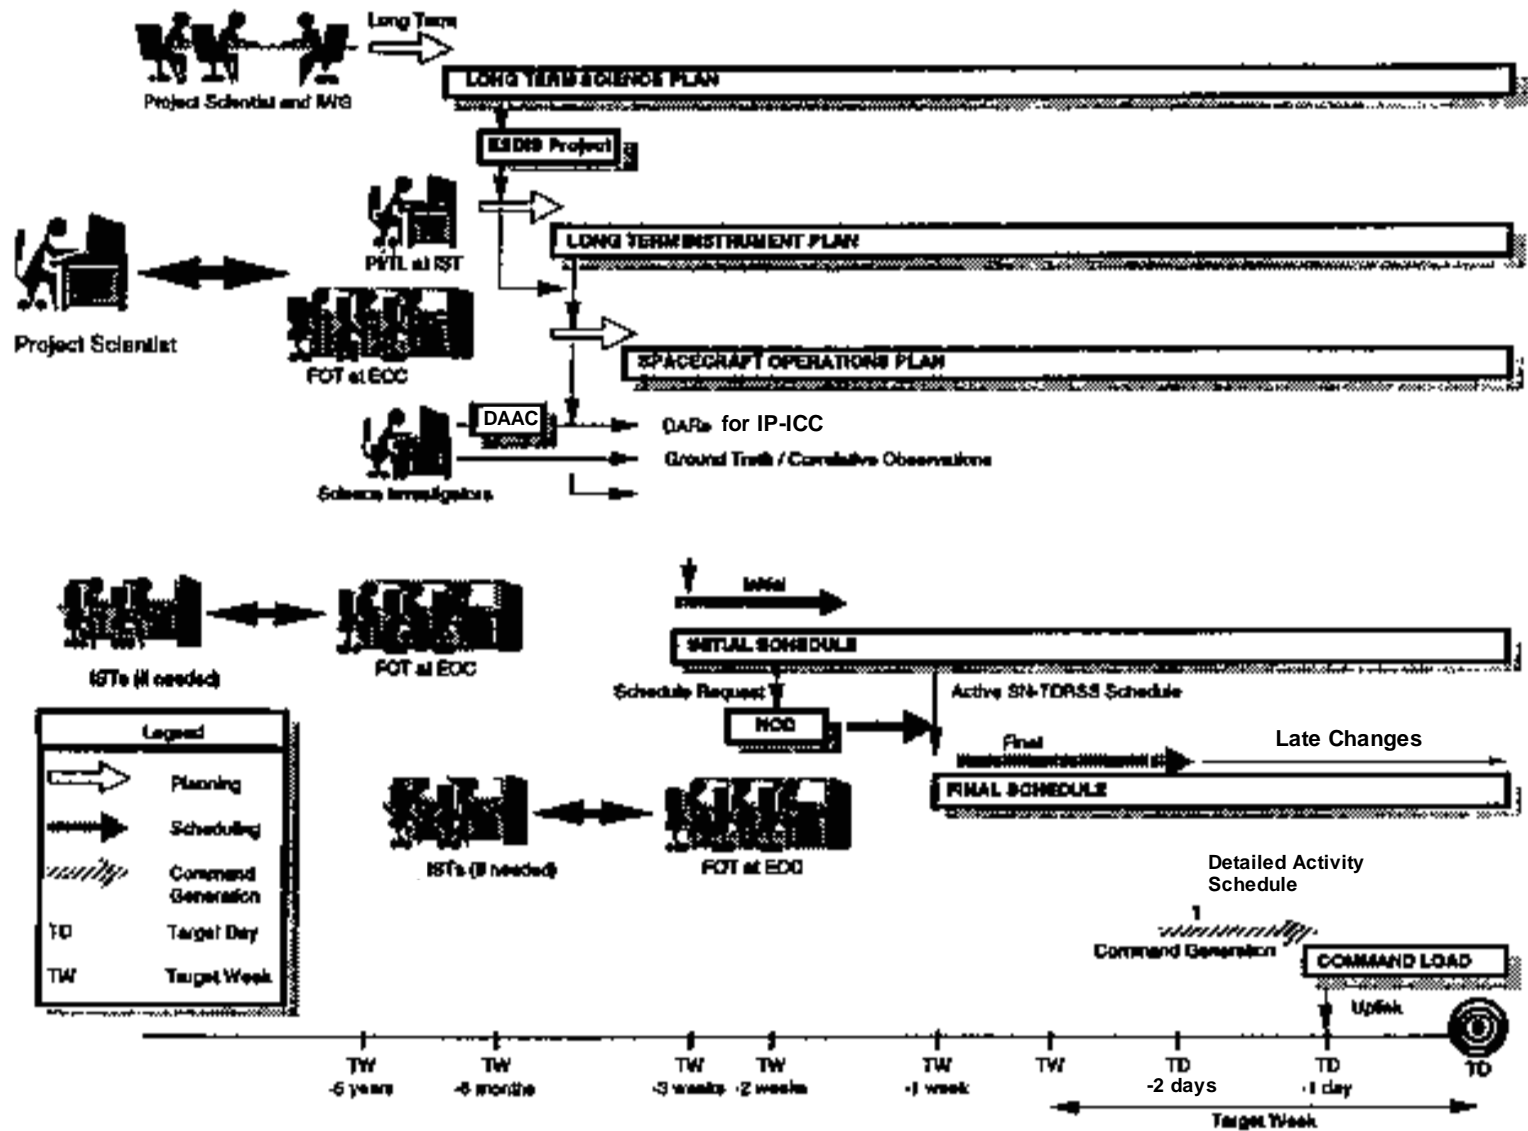 Long Term
LONG TERM SCIENCE PLAN
Project Scientist and IWG
ESDIS Project
LONG TERM INSTRUMENT PLAN
PI/TL at IST
Project Scientist
SPACECRAFT OPERATIONS PLAN
FOT at EOC
DAAC
DARs for IP-ICC
Ground Truth / Correlative Observations
Science Investigators
Initial
INITIAL SCHEDULE
ISTs (if needed)
FOT at EOC
Schedule Request
Active SN-TDRSS Schedule
NCC
Final
Late Changes
FINAL SCHEDULE
ISTs (if needed)
FOT at EOC
Legend
Planning
Scheduling
Command
Generation
TD Target Day
TW Target Week
Detailed Activity
Schedule
Command Generation
COMMAND LOAD
Uplink
TW
-5 years
TW
-6 months
TW
-3 weeks
TW
-2 weeks
TW
-1 week
TW
TD
-2 days
TD
-1 day
TD
Target Week